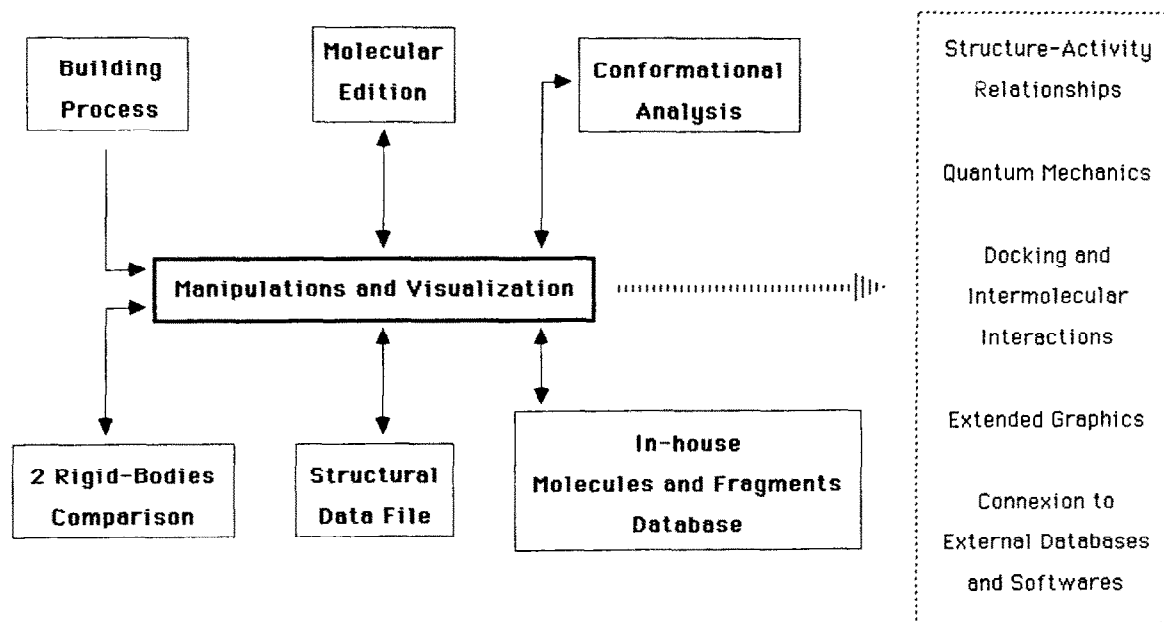 Building
Process
Molecular
Edition
Conformational
Analysis
Manipulations and Visualization
2 Rigid-Bodies
Comparison
Structural
Data File
In-house
Molecules and Fragments
Database
Structure-Activity
Relationships
Quantum Mechanics
Docking and
Intermolecular
Interactions
Extended Graphics
Connexion to
External Databases
and Softwares